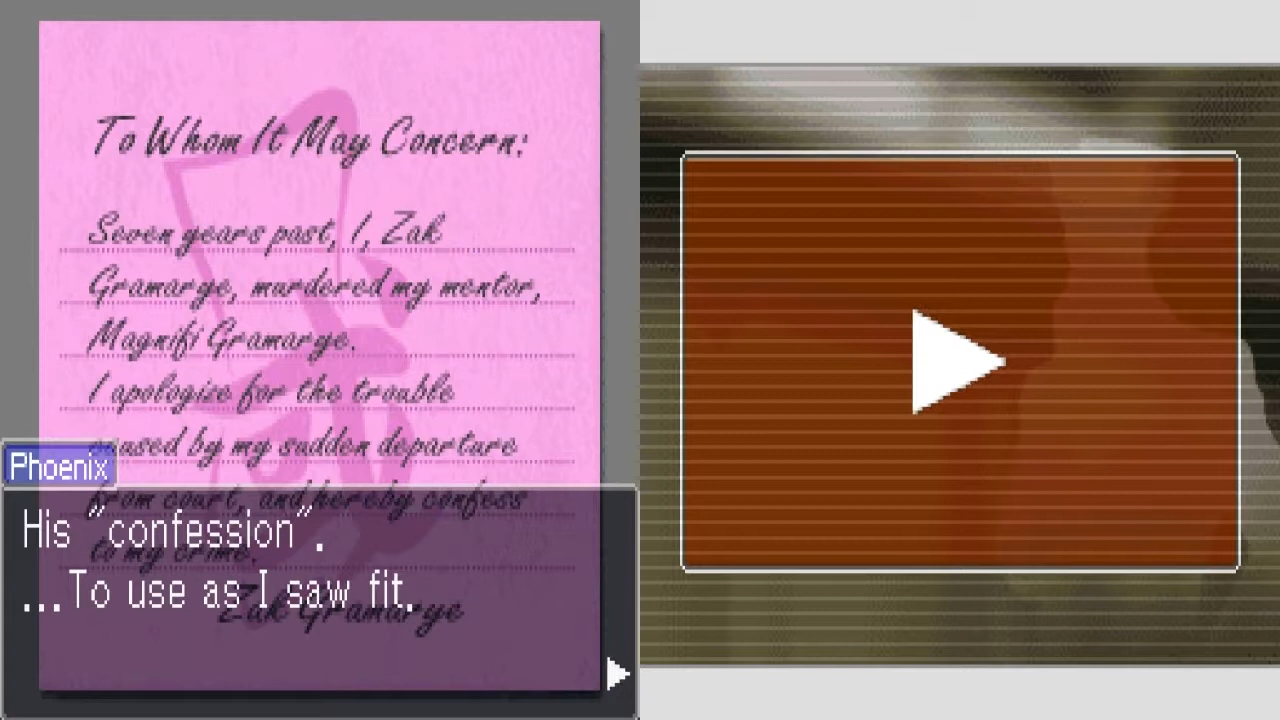 To Whom It May Concern:
Seven years past, I, Zak
Gramarye, murdered my mentor,
Magnifi Gramarye.
I apologize for the trouble
caused by my sudden departure
from court, and hereby confess
to my crime.
Zak Gramarye
Phoenix
His "confession".
...To use as I saw fit.